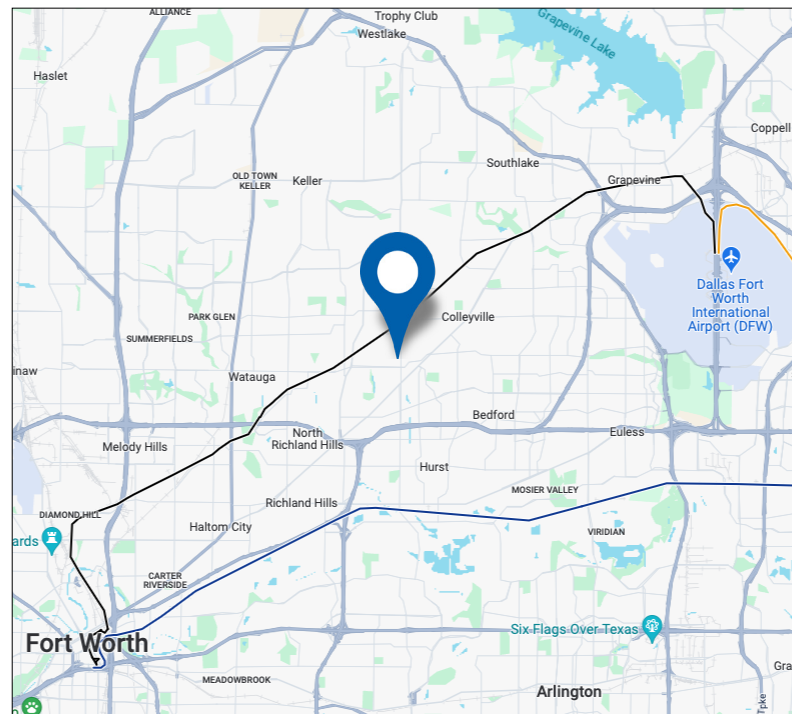 ALLIANCE
Trophy Club
Westlake
Grapevine Lake
Haslet
Coppell
Southlake
OLD TOWN
KELLER
Keller
Grapevine
Dallas Fort
Worth
International
Airport (DFW)
PARK GLEN
Colleyville
SUMMERFIELDS
inaw
Watauga
Bedford
North
Richland Hills
Euless
Melody Hills
Hurst
MOSIER VALLEY
Richland Hills
DIAMOND HILL
Haltom City
VIRIDIAN
ards
CARTER
RIVERSIDE
Six Flags Over Texas
Fort Worth
Gra
MEADOWBROOK
Arlington
Tpke